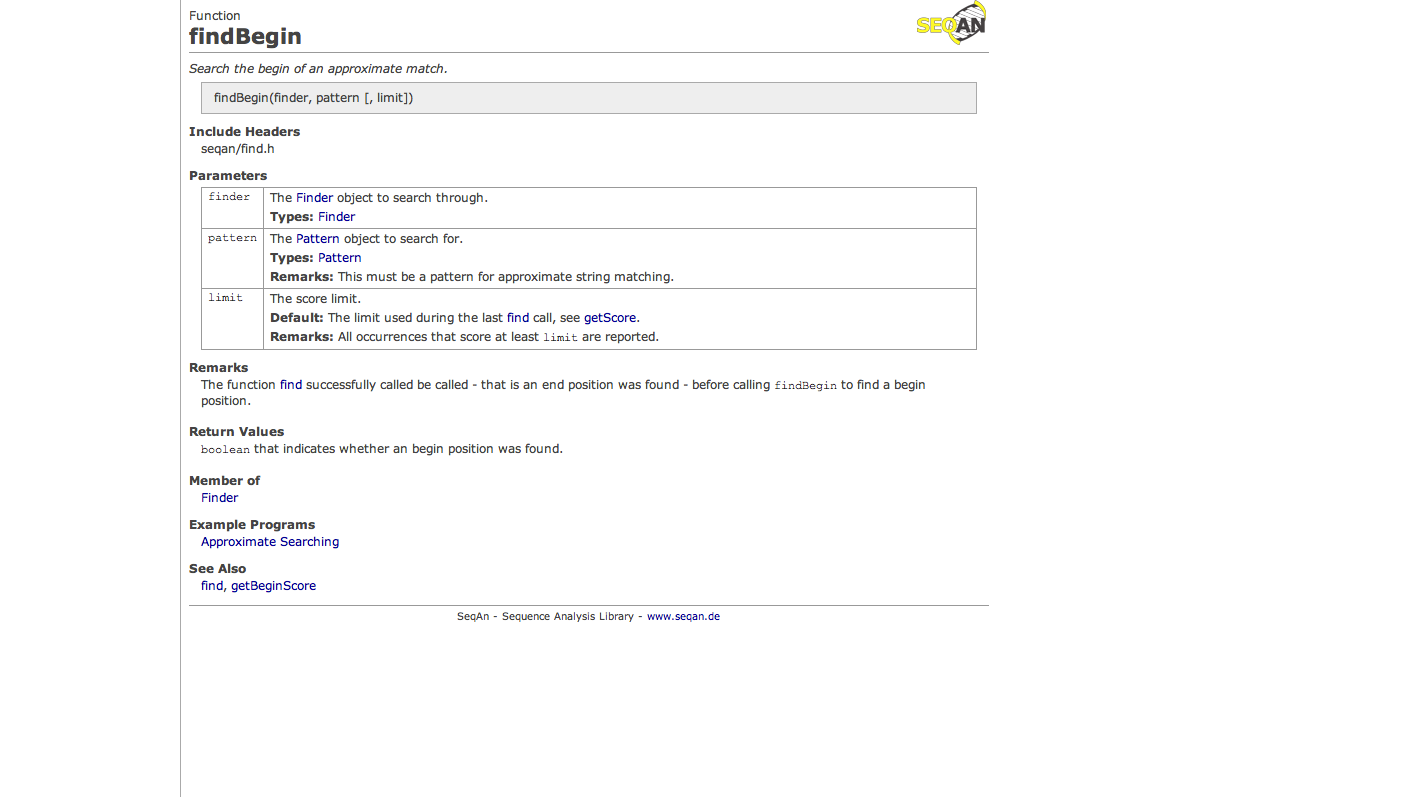 Function
findBegin
SEQAN
Search the begin of an approximate match.
findBegin(finder, pattern [, limit])
Include Headers
seqan/find.h
Parameters
finder
The Finder object to search through.
Types: Finder
pattern
The Pattern object to search for.
Types: Pattern
Remarks: This must be a pattern for approximate string matching.
limit
The score limit.
Default: The limit used during the last find call, see getScore.
Remarks: All occurrences that score at least limit are reported.
Remarks
The function find successfully called be called - that is an end position was found - before calling findBegin to find a begin
position.
Return Values
boolean that indicates whether an begin position was found.
Member of
Finder
Example Programs
Approximate Searching
See Also
find, getBeginScore
SeqAn - Sequence Analysis Library - www.seqan.de